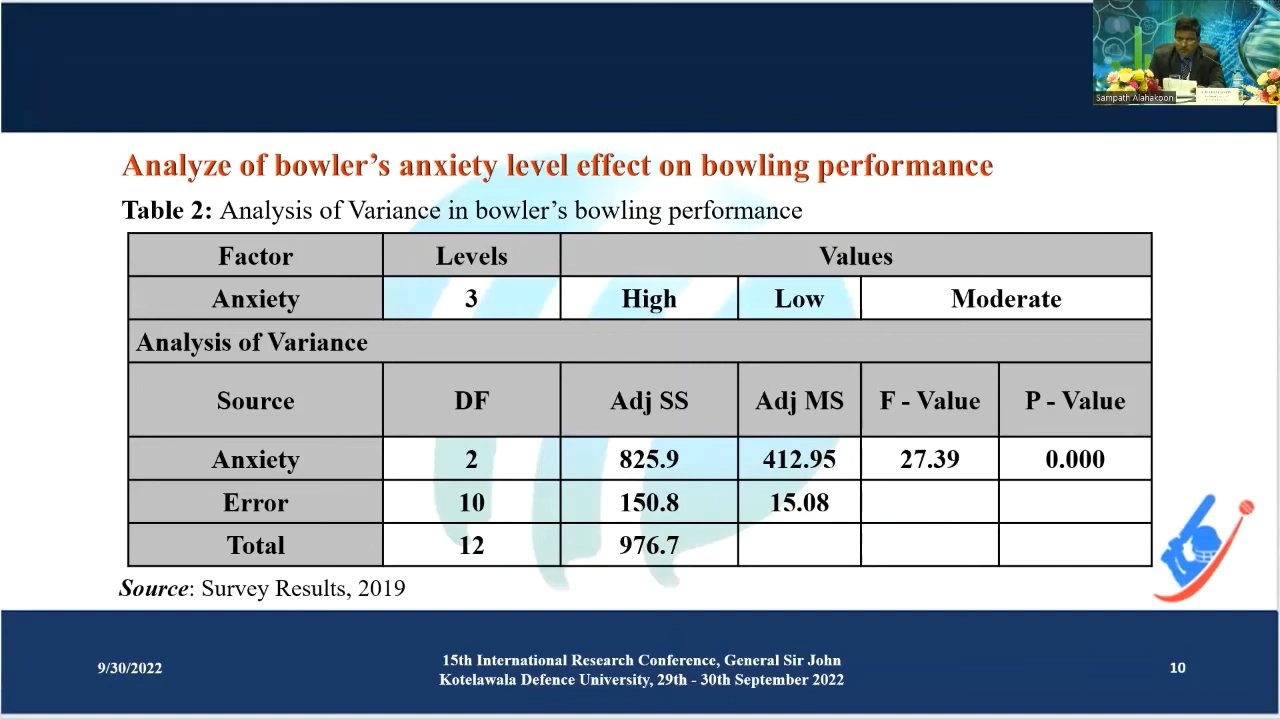 Sampath Alahakoon
Analyze of bowler's anxiety level effect on bowling performance
Table 2: Analysis of Variance in bowler's bowling performance
Factor Levels Values
Anxiety 3 High Low Moderate
Analysis of Variance
Source DF Adj SS Adj MS F - Value P - Value
Anxiety 2 825.9 412.95 27.39 0.000
Error 10 150.8 15.08
Total 12 976.7
Source: Survey Results, 2019
9/30/2022
15th International Research Conference, General Sir John
Kotelawala Defence University, 29th - 30th September 2022
10